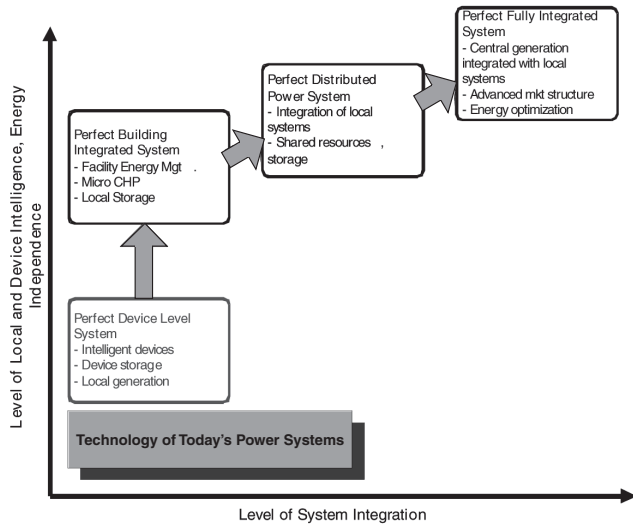 Level of Local and Device Intelligence, Energy
Independence
Perfect Fully Integrated
System
- Central generation
integrated with local
systems
- Advanced mkt structure
- Energy optimization
Perfect Distributed
Power System
- Integration of local
systems
- Shared resources ,
storage
Perfect Building
Integrated System
- Facility Energy Mgt .
- Micro CHP
- Local Storage
Perfect Device Level
System
- Intelligent devices
- Device storage
- Local generation
Technology of Today's Power Systems
Level of System Integration